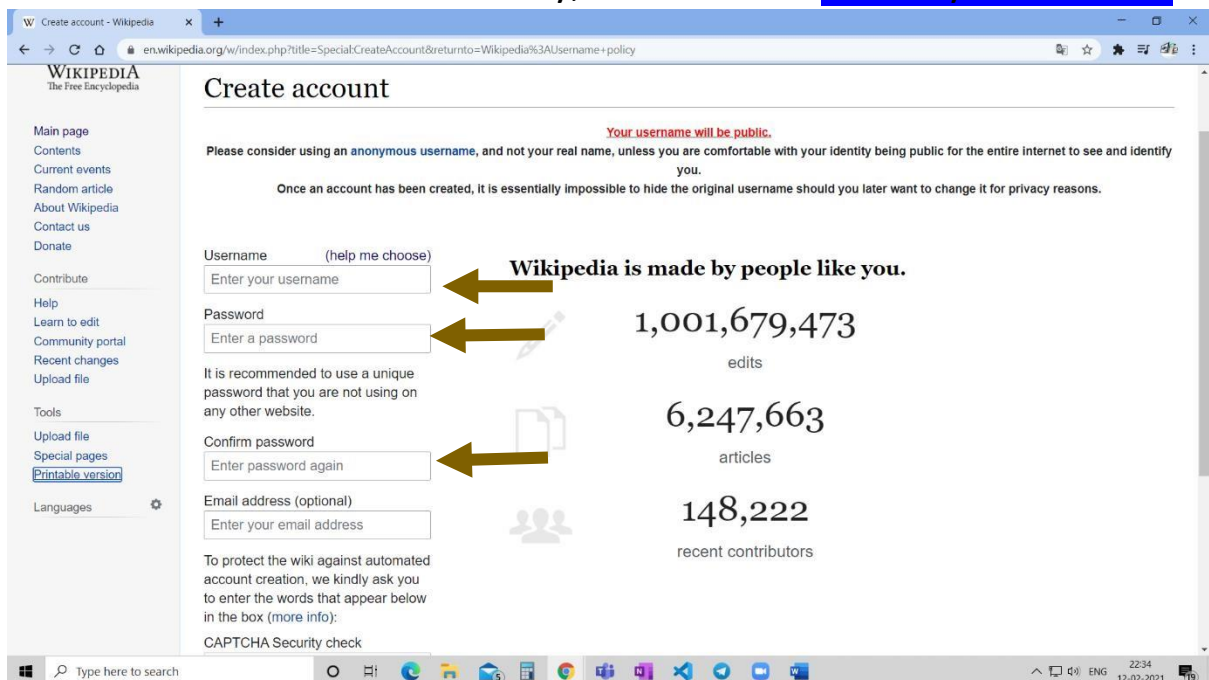 Create account - Wikipedia
en.wikipedia.org/w/index.php?title=Special:CreateAccount&returnto=Wikipedia%3AUsername+policy
WIKIPEDIA
The Free Encyclopedia
Main page
Contents
Current events
Random article
About Wikipedia
Contact us
Donate
Contribute
Help
Learn to edit
Community portal
Recent changes
Upload file
Tools
Upload file
Special pages
Printable version
Languages
Create account
Your username will be public.
Please consider using an anonymous username, and not your real name, unless you are comfortable with your identity being public for the entire internet to see and identify
you.
Once an account has been created, it is essentially impossible to hide the original username should you later want to change it for privacy reasons.
Username (help me choose)
Enter your username
Password
Enter a password
It is recommended to use a unique
password that you are not using on
any other website.
Confirm password
Enter password again
Email address (optional)
Enter your email address
To protect the wiki against automated
account creation, we kindly ask you
to enter the words that appear below
in the box (more info):
CAPTCHA Security check
Wikipedia is made by people like you.
1,001,679,473
edits
6,247,663
articles
148,222
recent contributors
Type here to search
ENG
22:34
12-02-2021
19